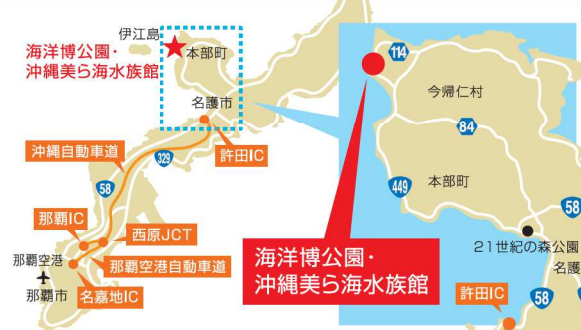 伊江島
海洋博公園・
沖縄美ら海水族館
本部町
名護市
許田IC
沖縄自動車道
329
58
那覇IC
西原JCT
那覇空港
那覇空港自動車道
那覇市
名嘉地IC
114
今帰仁村
84
449
本部町
58
21世紀の森公園
名護
海洋博公園・
沖縄美ら海水族館
許田IC
58